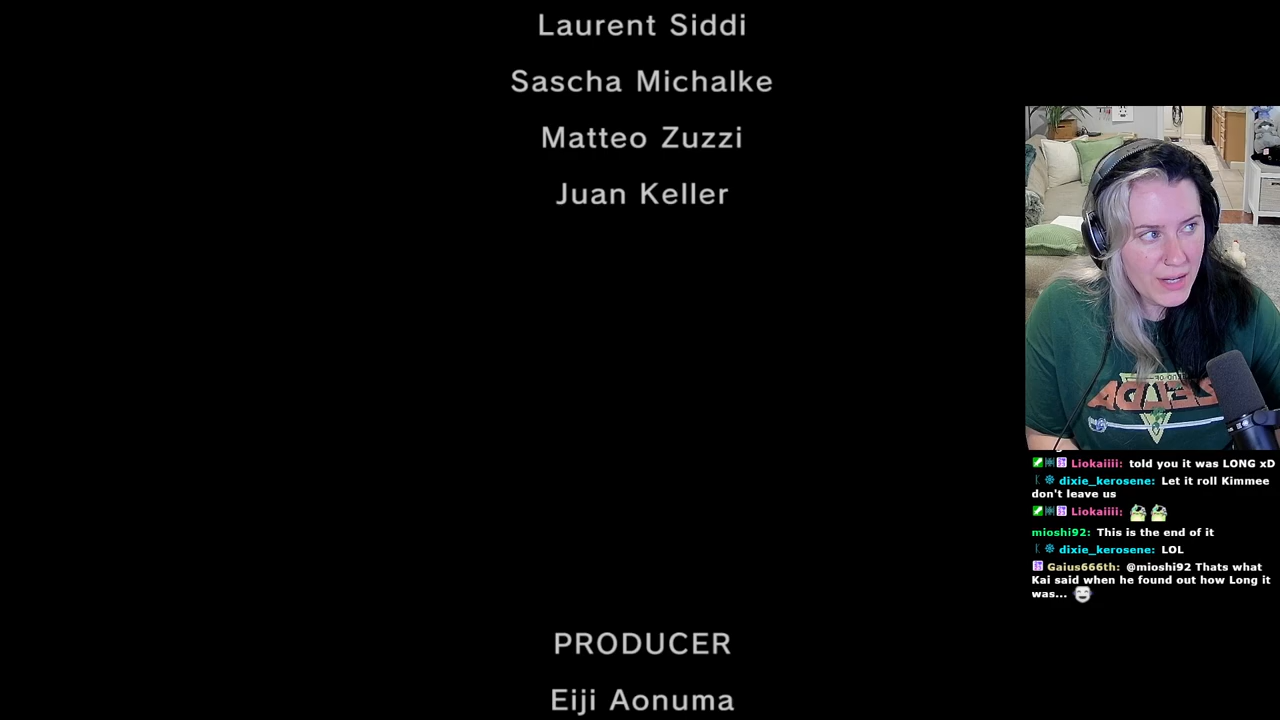 Laurent Siddi
Sascha Michalke
Matteo Zuzzi
Juan Keller
PRODUCER
Eiji Aonuma
ZELDA
Liokaiiii: told you it was LONG xD
dixie_kerosene: Let it roll Kimmee
don't leave us
Liokaiiii:
mioshi92: This is the end of it
dixie_kerosene: LOL
Gaius666th: @mioshi92 Thats what
Kai said when he found out how Long it
was...